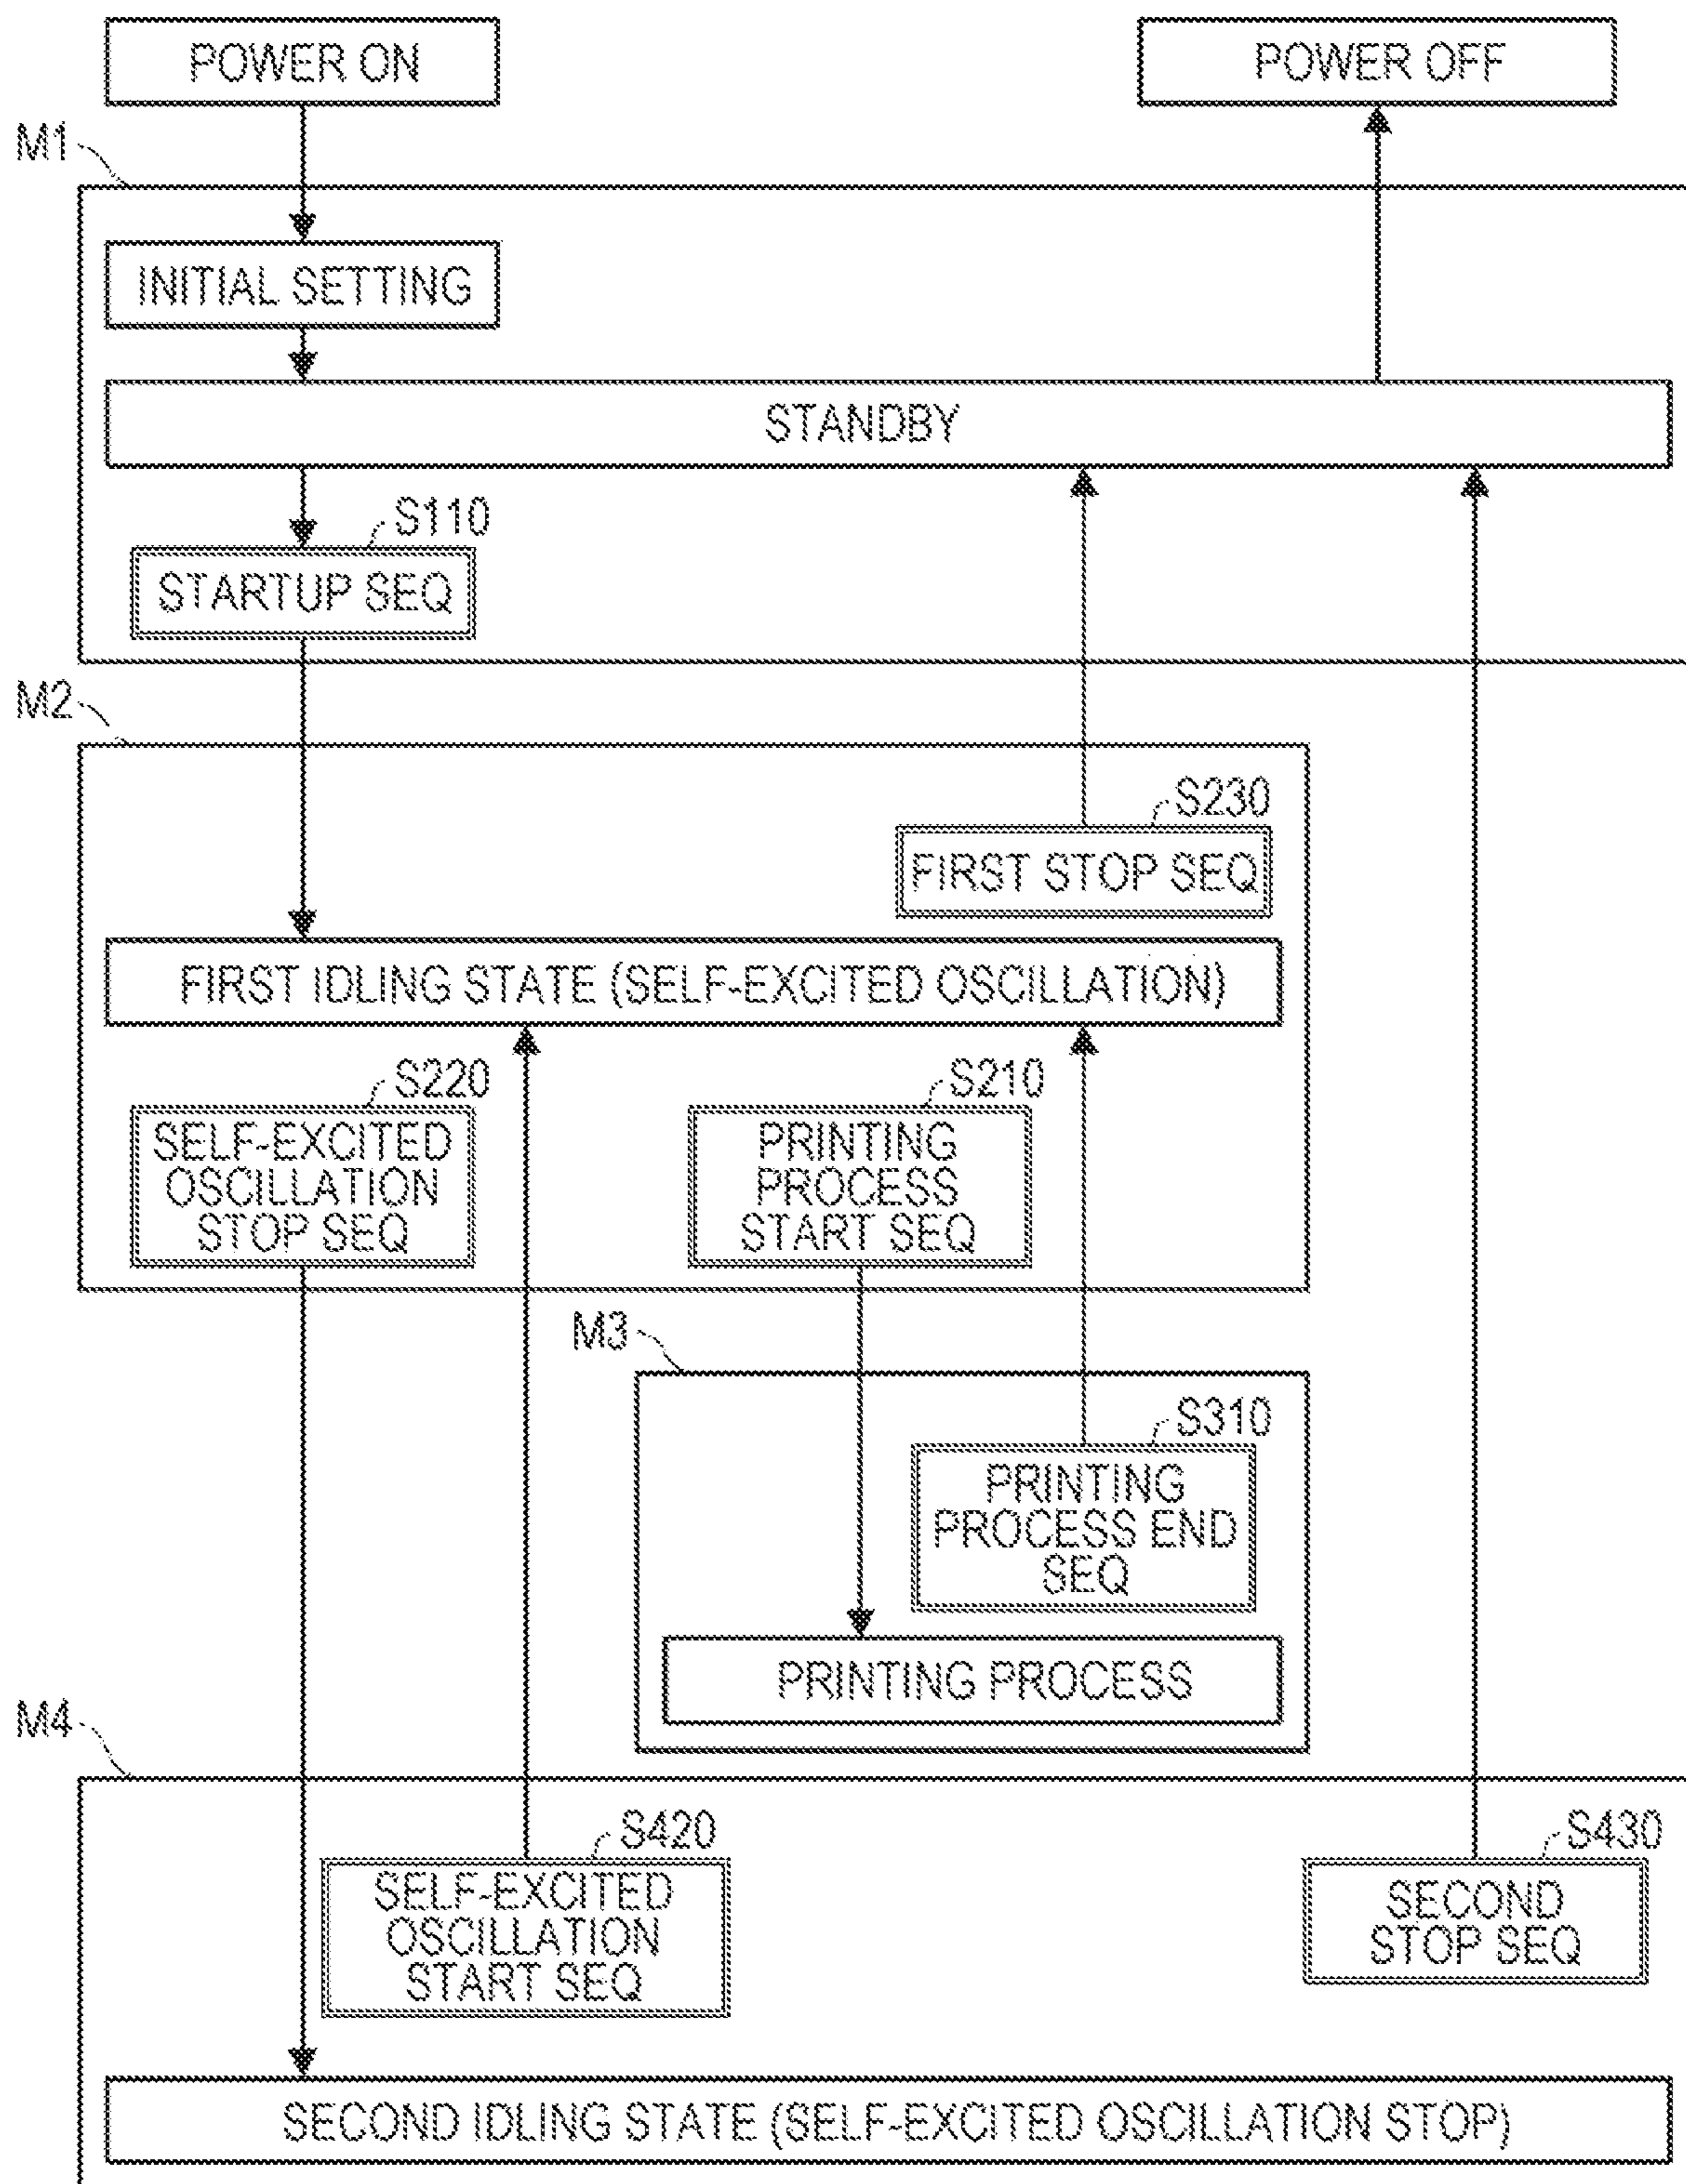 POWER ON
POWER OFF
M1
INITIAL SETTING
STANDBY
S110
STARTUP SEQ
M2
S230
FIRST STOP SEQ
FIRST IDLING STATE (SELF-EXCITED OSCILLATION)
S220
SELF-EXCITED
OSCILLATION
STOP SEQ
S210
PRINTING
PROCESS
START SEQ
M3
S310
PRINTING
PROCESS END
SEQ
PRINTING PROCESS
M4
S420
SELF-EXCITED
OSCILLATION
START SEQ
S430
SECOND
STOP SEQ
SECOND IDLING STATE (SELF-EXCITED OSCILLATION STOP)